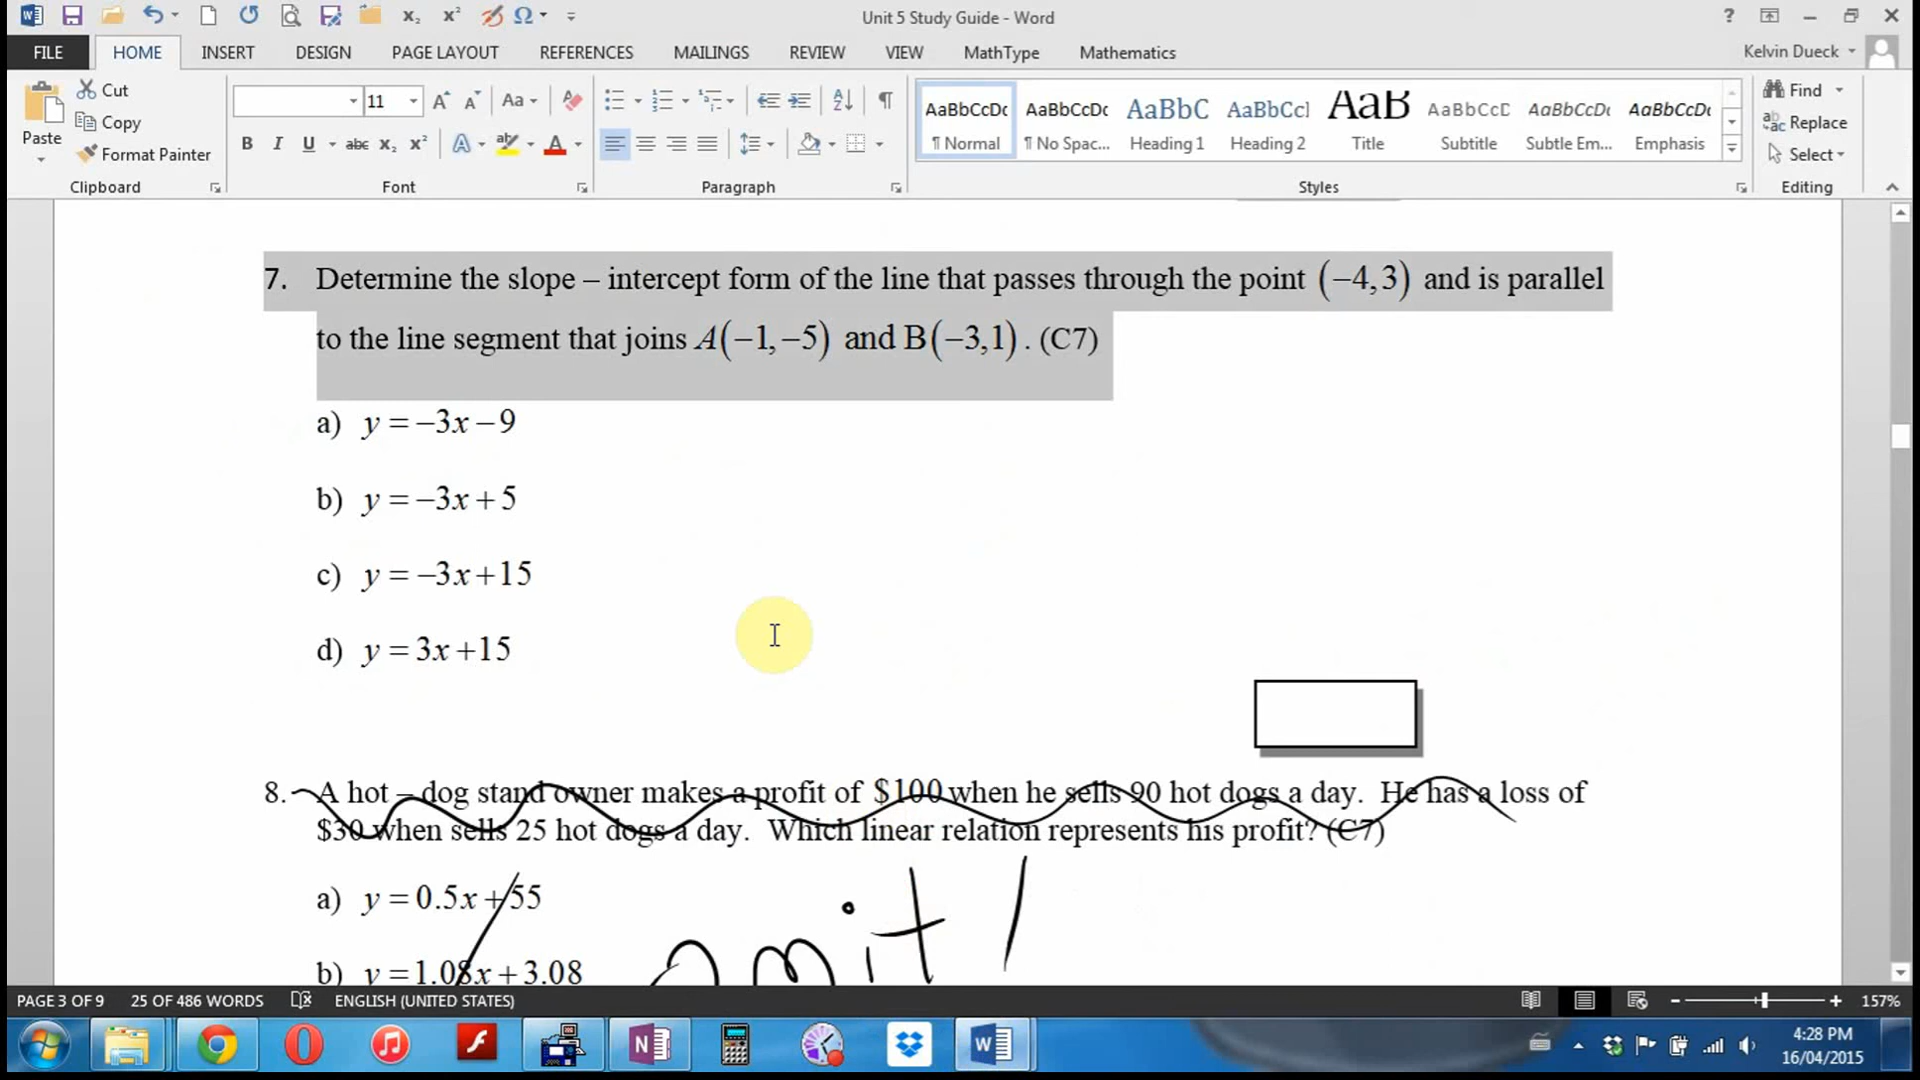 Unit 5 Study Guide - Word
FILE HOME INSERT DESIGN PAGE LAYOUT REFERENCES MAILINGS REVIEW VIEW MathType Mathematics Kelvin Dueck
Paste Cut Copy Format Painter
11
AaBbCcDc AaBbCcDc AaBbC AaBbCcI AaB AaBbCcD AaBbCcDc AaBbCcDc
¶ Normal ¶ No Spac... Heading 1 Heading 2 Title Subtitle Subtle Em... Emphasis
Find Replace Select
Clipboard Font Paragraph Styles Editing
7. Determine the slope – intercept form of the line that passes through the point (−4,3) and is parallel
to the line segment that joins A(−1,−5) and B(−3,1). (C7)
a) y = −3x − 9
b) y = −3x + 5
c) y = −3x + 15
d) y = 3x + 15
8. A hot – dog stand owner makes a profit of $100 when he sells 90 hot dogs a day. He has a loss of
$30 when sells 25 hot dogs a day. Which linear relation represents his profit? (C7)
a) y = 0.5x + 55
omit!
b) y = 1.08x + 3.08
PAGE 3 OF 9 25 OF 486 WORDS ENGLISH (UNITED STATES) 157%
4:28 PM
16/04/2015